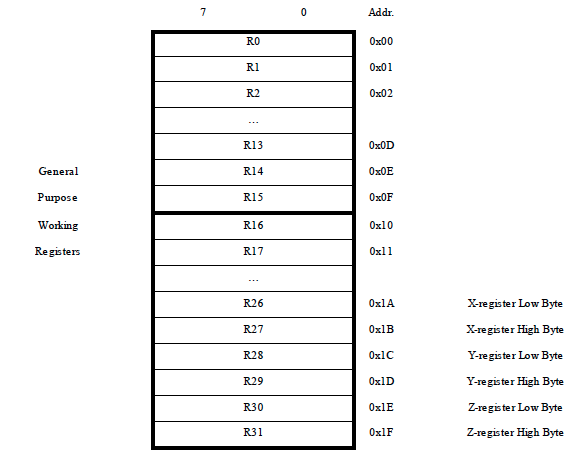 7 0 Addr.
R0 0x00
R1 0x01
R2 0x02
...
R13 0x0D
General R14 0x0E
Purpose R15 0x0F
Working R16 0x10
Registers R17 0x11
...
R26 0x1A X-register Low Byte
R27 0x1B X-register High Byte
R28 0x1C Y-register Low Byte
R29 0x1D Y-register High Byte
R30 0x1E Z-register Low Byte
R31 0x1F Z-register High Byte